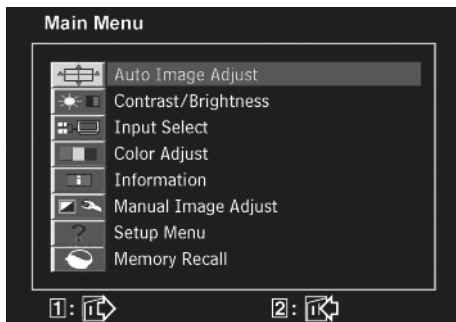 Main Menu
Auto Image Adjust
Contrast/Brightness
Input Select
Color Adjust
Information
Manual Image Adjust
Setup Menu
Memory Recall
1: 2: